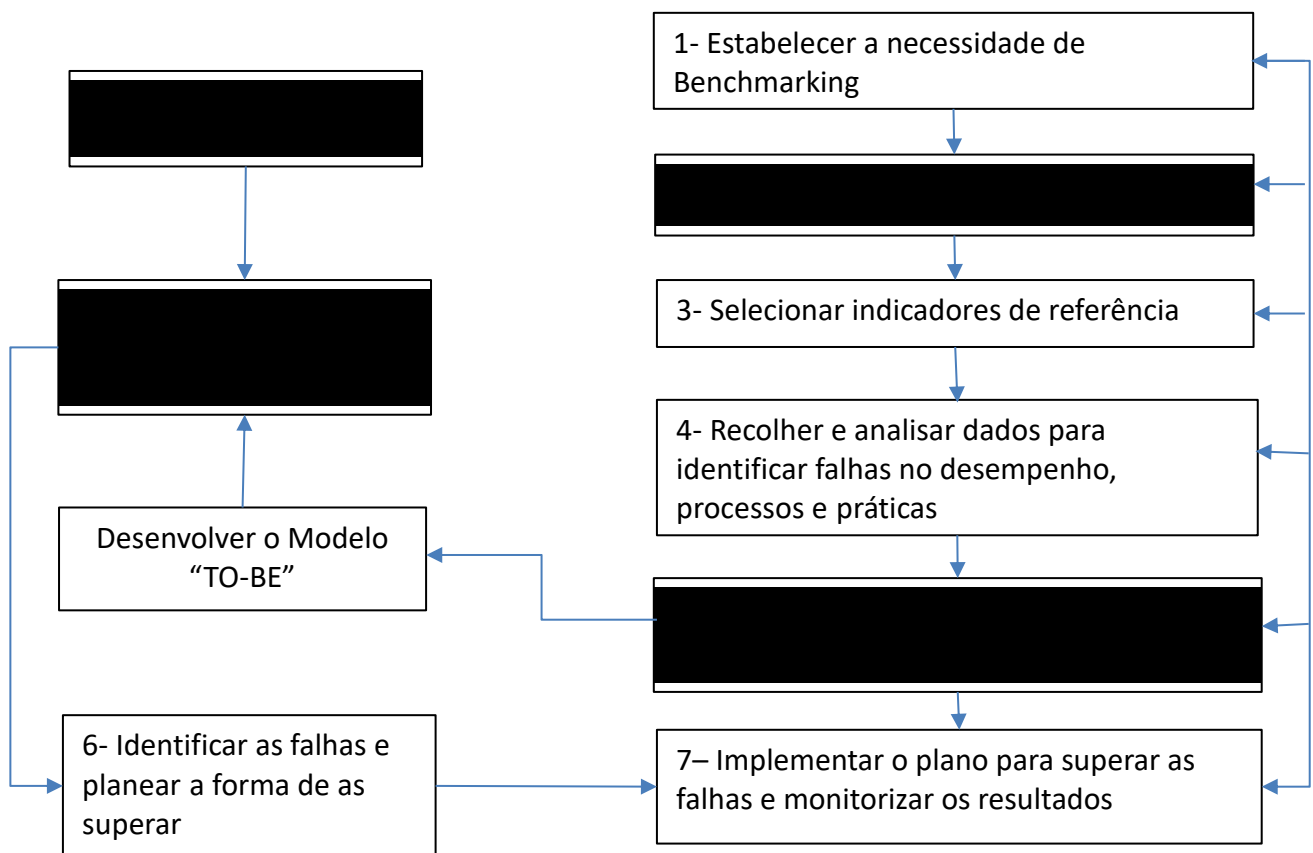 1- Estabelecer a necessidade de
Benchmarking
3- Selecionar indicadores de referência
4- Recolher e analisar dados para
identificar falhas no desempenho,
processos e práticas
Desenvolver o Modelo
“TO-BE”
6- Identificar as falhas e
planear a forma de as
superar
7– Implementar o plano para superar as
falhas e monitorizar os resultados